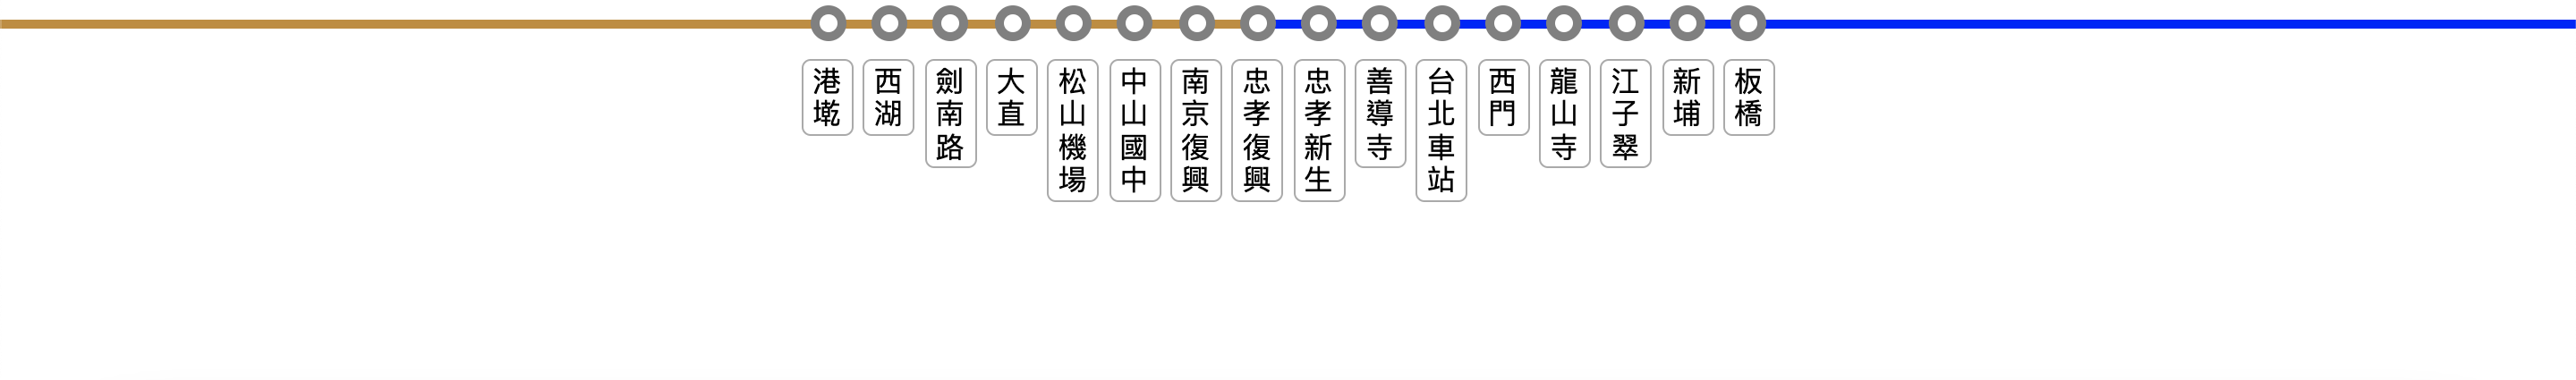 港墘
西湖
劍南路
大直
松山機場
中山國中
南京復興
忠孝復興
忠孝新生
善導寺
台北車站
西門
龍山寺
江子翠
新埔
板橋